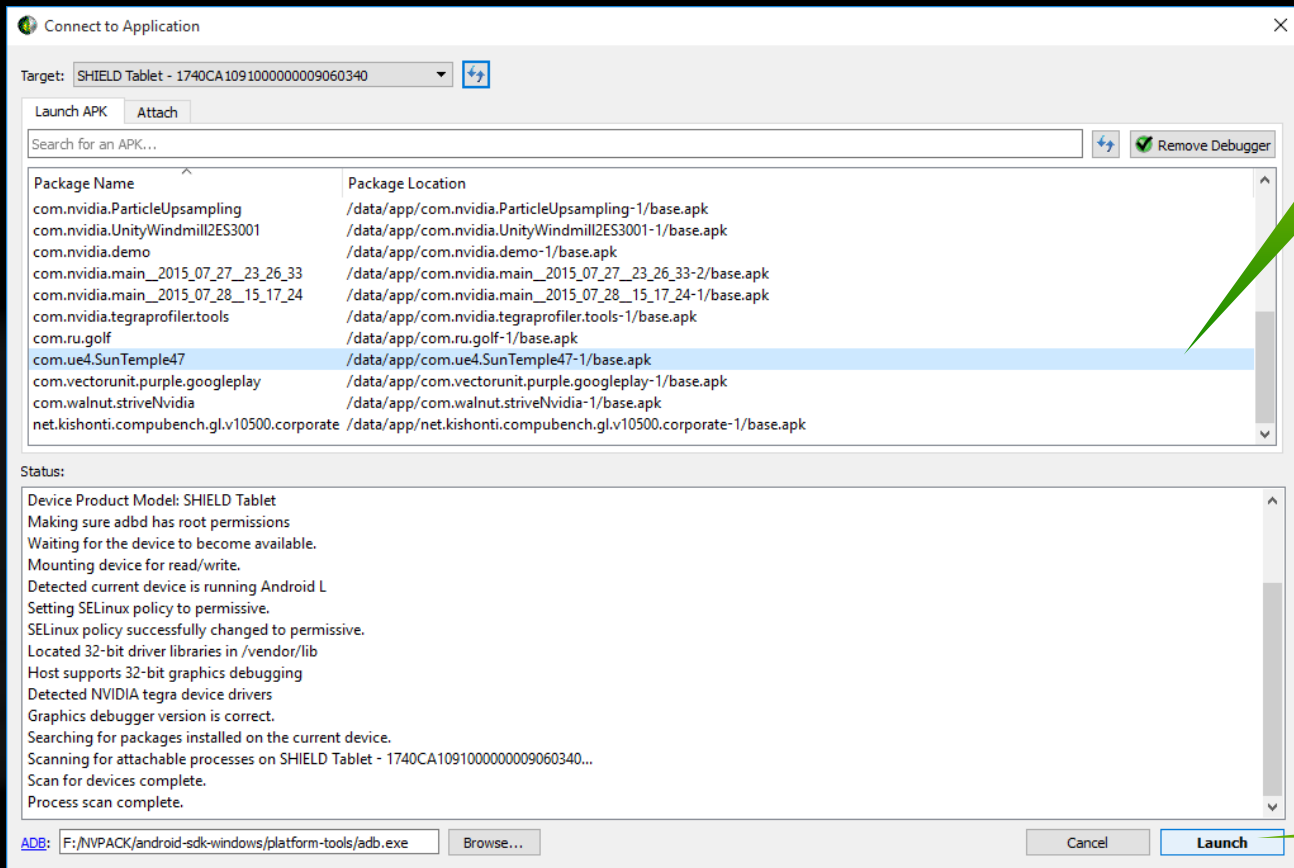 Connect to Application
Target: SHIELD Tablet - 1740CA1091000000009060340
Launch APK Attach
Search for an APK... Remove Debugger
Package Name Package Location
com.nvidia.ParticleUpsampling /data/app/com.nvidia.ParticleUpsampling-1/base.apk
com.nvidia.UnityWindmill2ES3001 /data/app/com.nvidia.UnityWindmill2ES3001-1/base.apk
com.nvidia.demo /data/app/com.nvidia.demo-1/base.apk
com.nvidia.main__2015_07_27__23_26_33 /data/app/com.nvidia.main__2015_07_27__23_26_33-2/base.apk
com.nvidia.main__2015_07_28__15_17_24 /data/app/com.nvidia.main__2015_07_28__15_17_24-1/base.apk
com.nvidia.tegraprofiler.tools /data/app/com.nvidia.tegraprofiler.tools-1/base.apk
com.ru.golf /data/app/com.ru.golf-1/base.apk
com.ue4.SunTemple47 /data/app/com.ue4.SunTemple47-1/base.apk
com.vectorunit.purple.googleplay /data/app/com.vectorunit.purple.googleplay-1/base.apk
com.walnut.striveNvidia /data/app/com.walnut.striveNvidia-1/base.apk
net.kishonti.compubench.gl.v10500.corporate /data/app/net.kishonti.compubench.gl.v10500.corporate-1/base.apk
Status:
Device Product Model: SHIELD Tablet
Making sure adbd has root permissions
Waiting for the device to become available.
Mounting device for read/write.
Detected current device is running Android L
Setting SELinux policy to permissive.
SELinux policy successfully changed to permissive.
Located 32-bit driver libraries in /vendor/lib
Host supports 32-bit graphics debugging
Detected NVIDIA tegra device drivers
Graphics debugger version is correct.
Searching for packages installed on the current device.
Scanning for attachable processes on SHIELD Tablet - 1740CA1091000000009060340...
Scan for devices complete.
Process scan complete.
ADB: F:/NVPACK/android-sdk-windows/platform-tools/adb.exe Browse... Cancel Launch